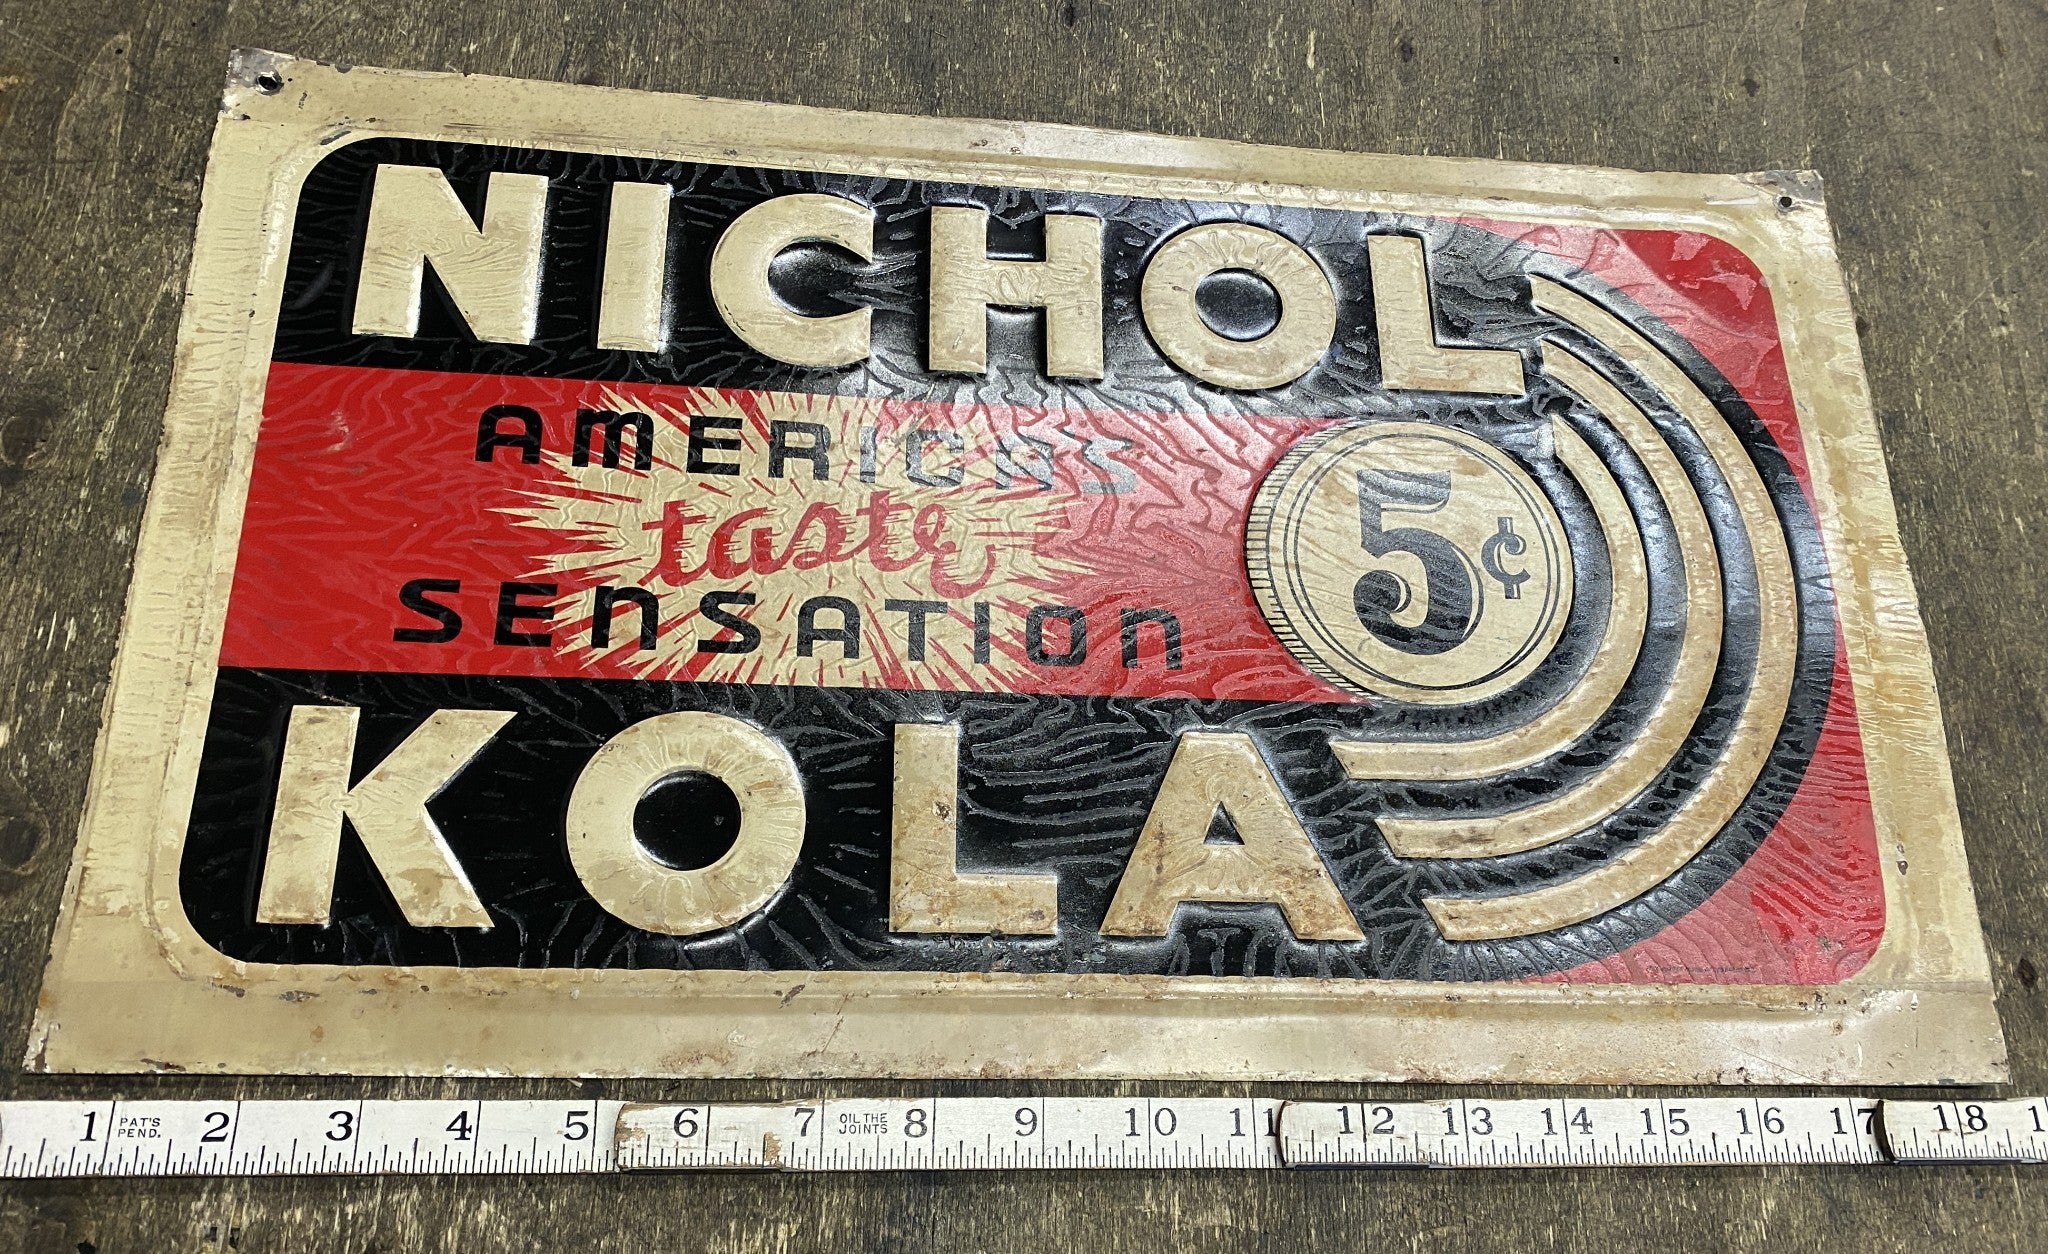 NICHOL
AMERICA'S
taste
SENSATION
5¢
KOLA
1 PAT'S PEND. 2 3 4 5 6 7 OIL THE JOINTS 8 9 10 11 12 13 14 15 16 17 18 1